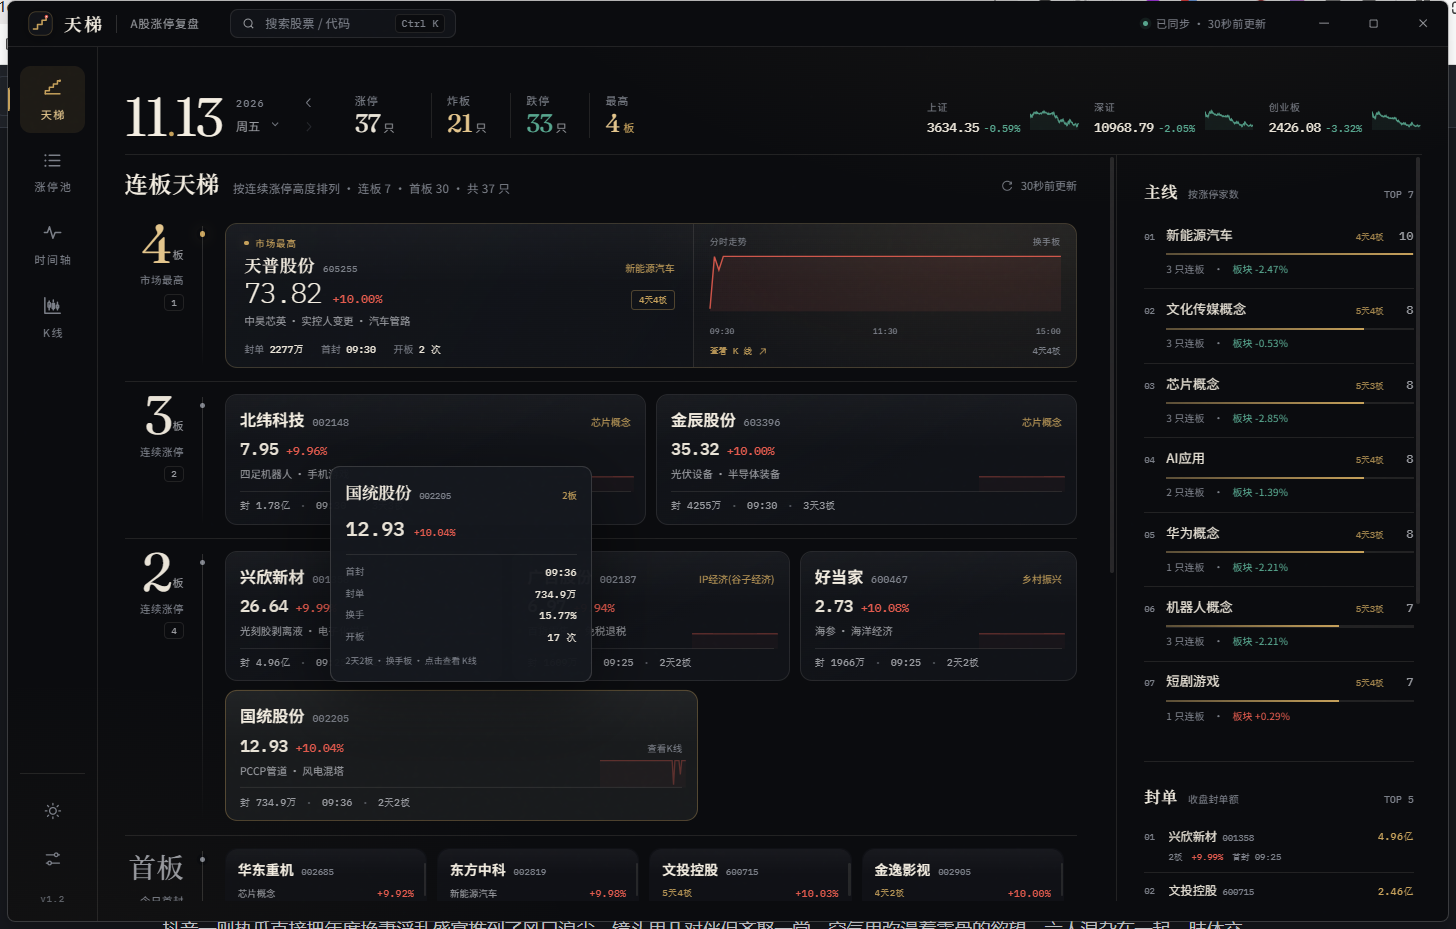 天梯 A股涨停复盘 搜索股票 / 代码 Ctrl K 已同步 · 30秒前更新
11.13 2026 周五
涨停 37 只
炸板 21 只
跌停 33 只
最高 4 板
上证 3634.35 -0.59%
深证 10968.79 -2.05%
创业板 2426.08 -3.32%
天梯
涨停池
时间轴
K线
v1.2
连板天梯 按连续涨停高度排列 · 连板 7 · 首板 30 · 共 37 只 30秒前更新
4 板
市场最高
1
市场最高
天普股份 605255 新能源汽车
73.82 +10.00% 4天4板
中昊芯英 · 实控人变更 · 汽车管路
封单 2277万 首封 09:30 开板 2 次
分时走势 换手板
09:30 11:30 15:00
查看 K 线 ↗ 4天4板
3 板
连续涨停
2
北纬科技 002148 芯片概念
7.95 +9.96%
四足机器人 · 手机
封 1.78亿 · 09
金辰股份 603396 芯片概念
35.32 +10.00%
光伏设备 · 半导体装备
封 4255万 · 09:30 · 3天3板
国统股份 002205 2板
12.93 +10.04%
首封 09:36
封单 734.9万
换手 15.77%
开板 17 次
2天2板 · 换手板 · 点击查看 K线
2 板
连续涨停
4
兴欣新材 001
26.64 +9.99
光刻胶剥离液 · 电
封 4.96亿 · 09
002187 IP经济(谷子经济)
94%
税退税
09:25 · 2天2板
好当家 600467 乡村振兴
2.73 +10.08%
海参 · 海洋经济
封 1966万 · 09:25 · 2天2板
国统股份 002205
12.93 +10.04% 查看K线
PCCP管道 · 风电混塔
封 734.9万 · 09:36 · 2天2板
首板
今日首封
华东重机 002685
芯片概念 +9.92%
东方中科 002819
新能源汽车 +9.98%
文投控股 600715
5天4板 +10.03%
金逸影视 002905
4天2板 +10.00%
主线 按涨停家数 TOP 7
01 新能源汽车 4天4板 10
3 只连板 · 板块 -2.47%
02 文化传媒概念 5天4板 8
3 只连板 · 板块 -0.53%
03 芯片概念 5天3板 8
3 只连板 · 板块 -2.85%
04 AI应用 5天4板 8
2 只连板 · 板块 -1.39%
05 华为概念 4天3板 8
1 只连板 · 板块 -2.21%
06 机器人概念 5天3板 7
3 只连板 · 板块 -2.21%
07 短剧游戏 5天4板 7
1 只连板 · 板块 +0.29%
封单 收盘封单额 TOP 5
01 兴欣新材 001358 4.96亿
2板 +9.99% 首封 09:25
02 文投控股 600715 2.46亿